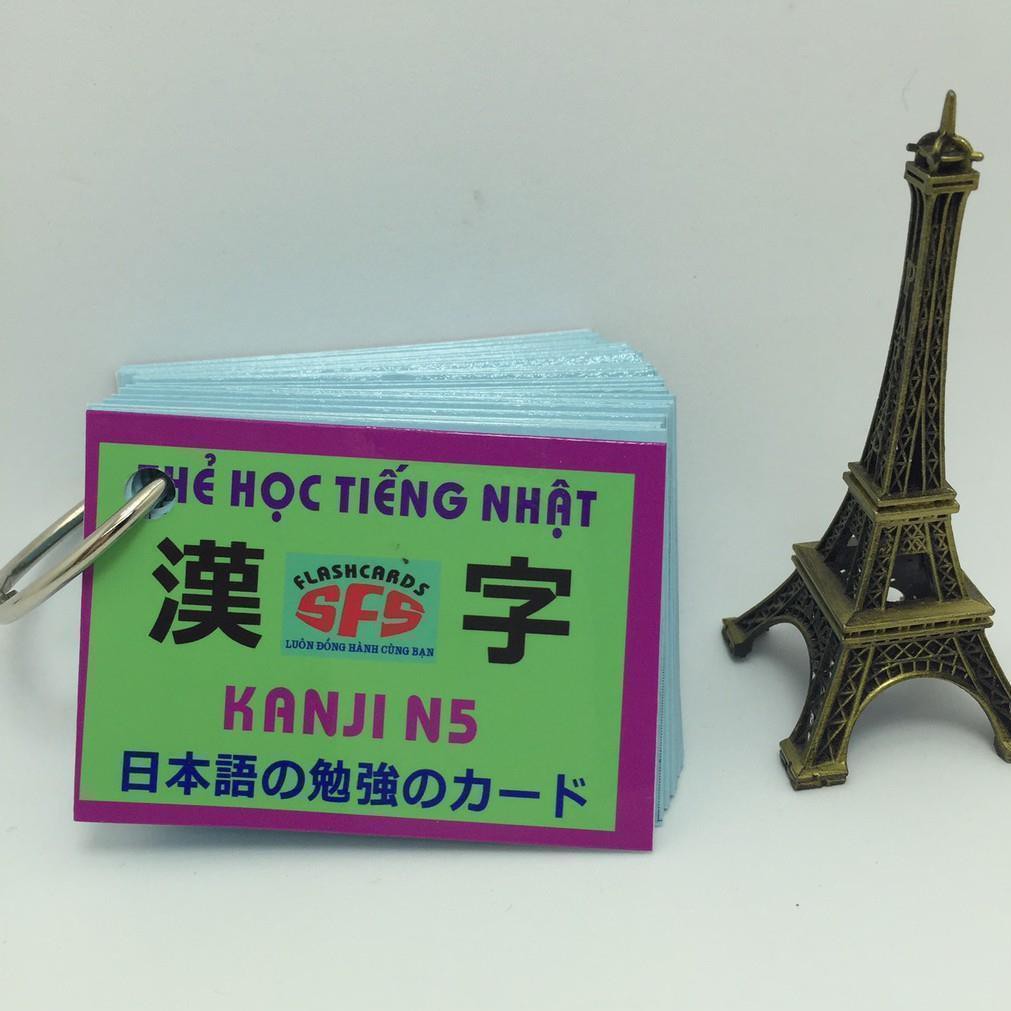 THẺ HỌC TIẾNG NHẬT
漢字
FLASHCARDS
SFS
LUÔN ĐỒNG HÀNH CÙNG BẠN
KANJI N5
日本語の勉強のカード